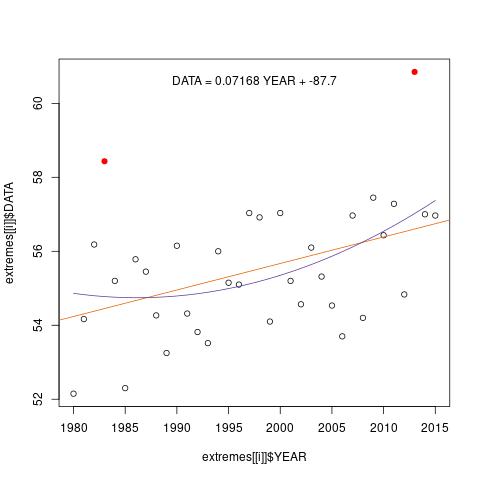 DATA = 0.07168 YEAR + -87.7
extremes[[i]]$DATA
60
58
56
54
52
1980 1985 1990 1995 2000 2005 2010 2015
extremes[[i]]$YEAR